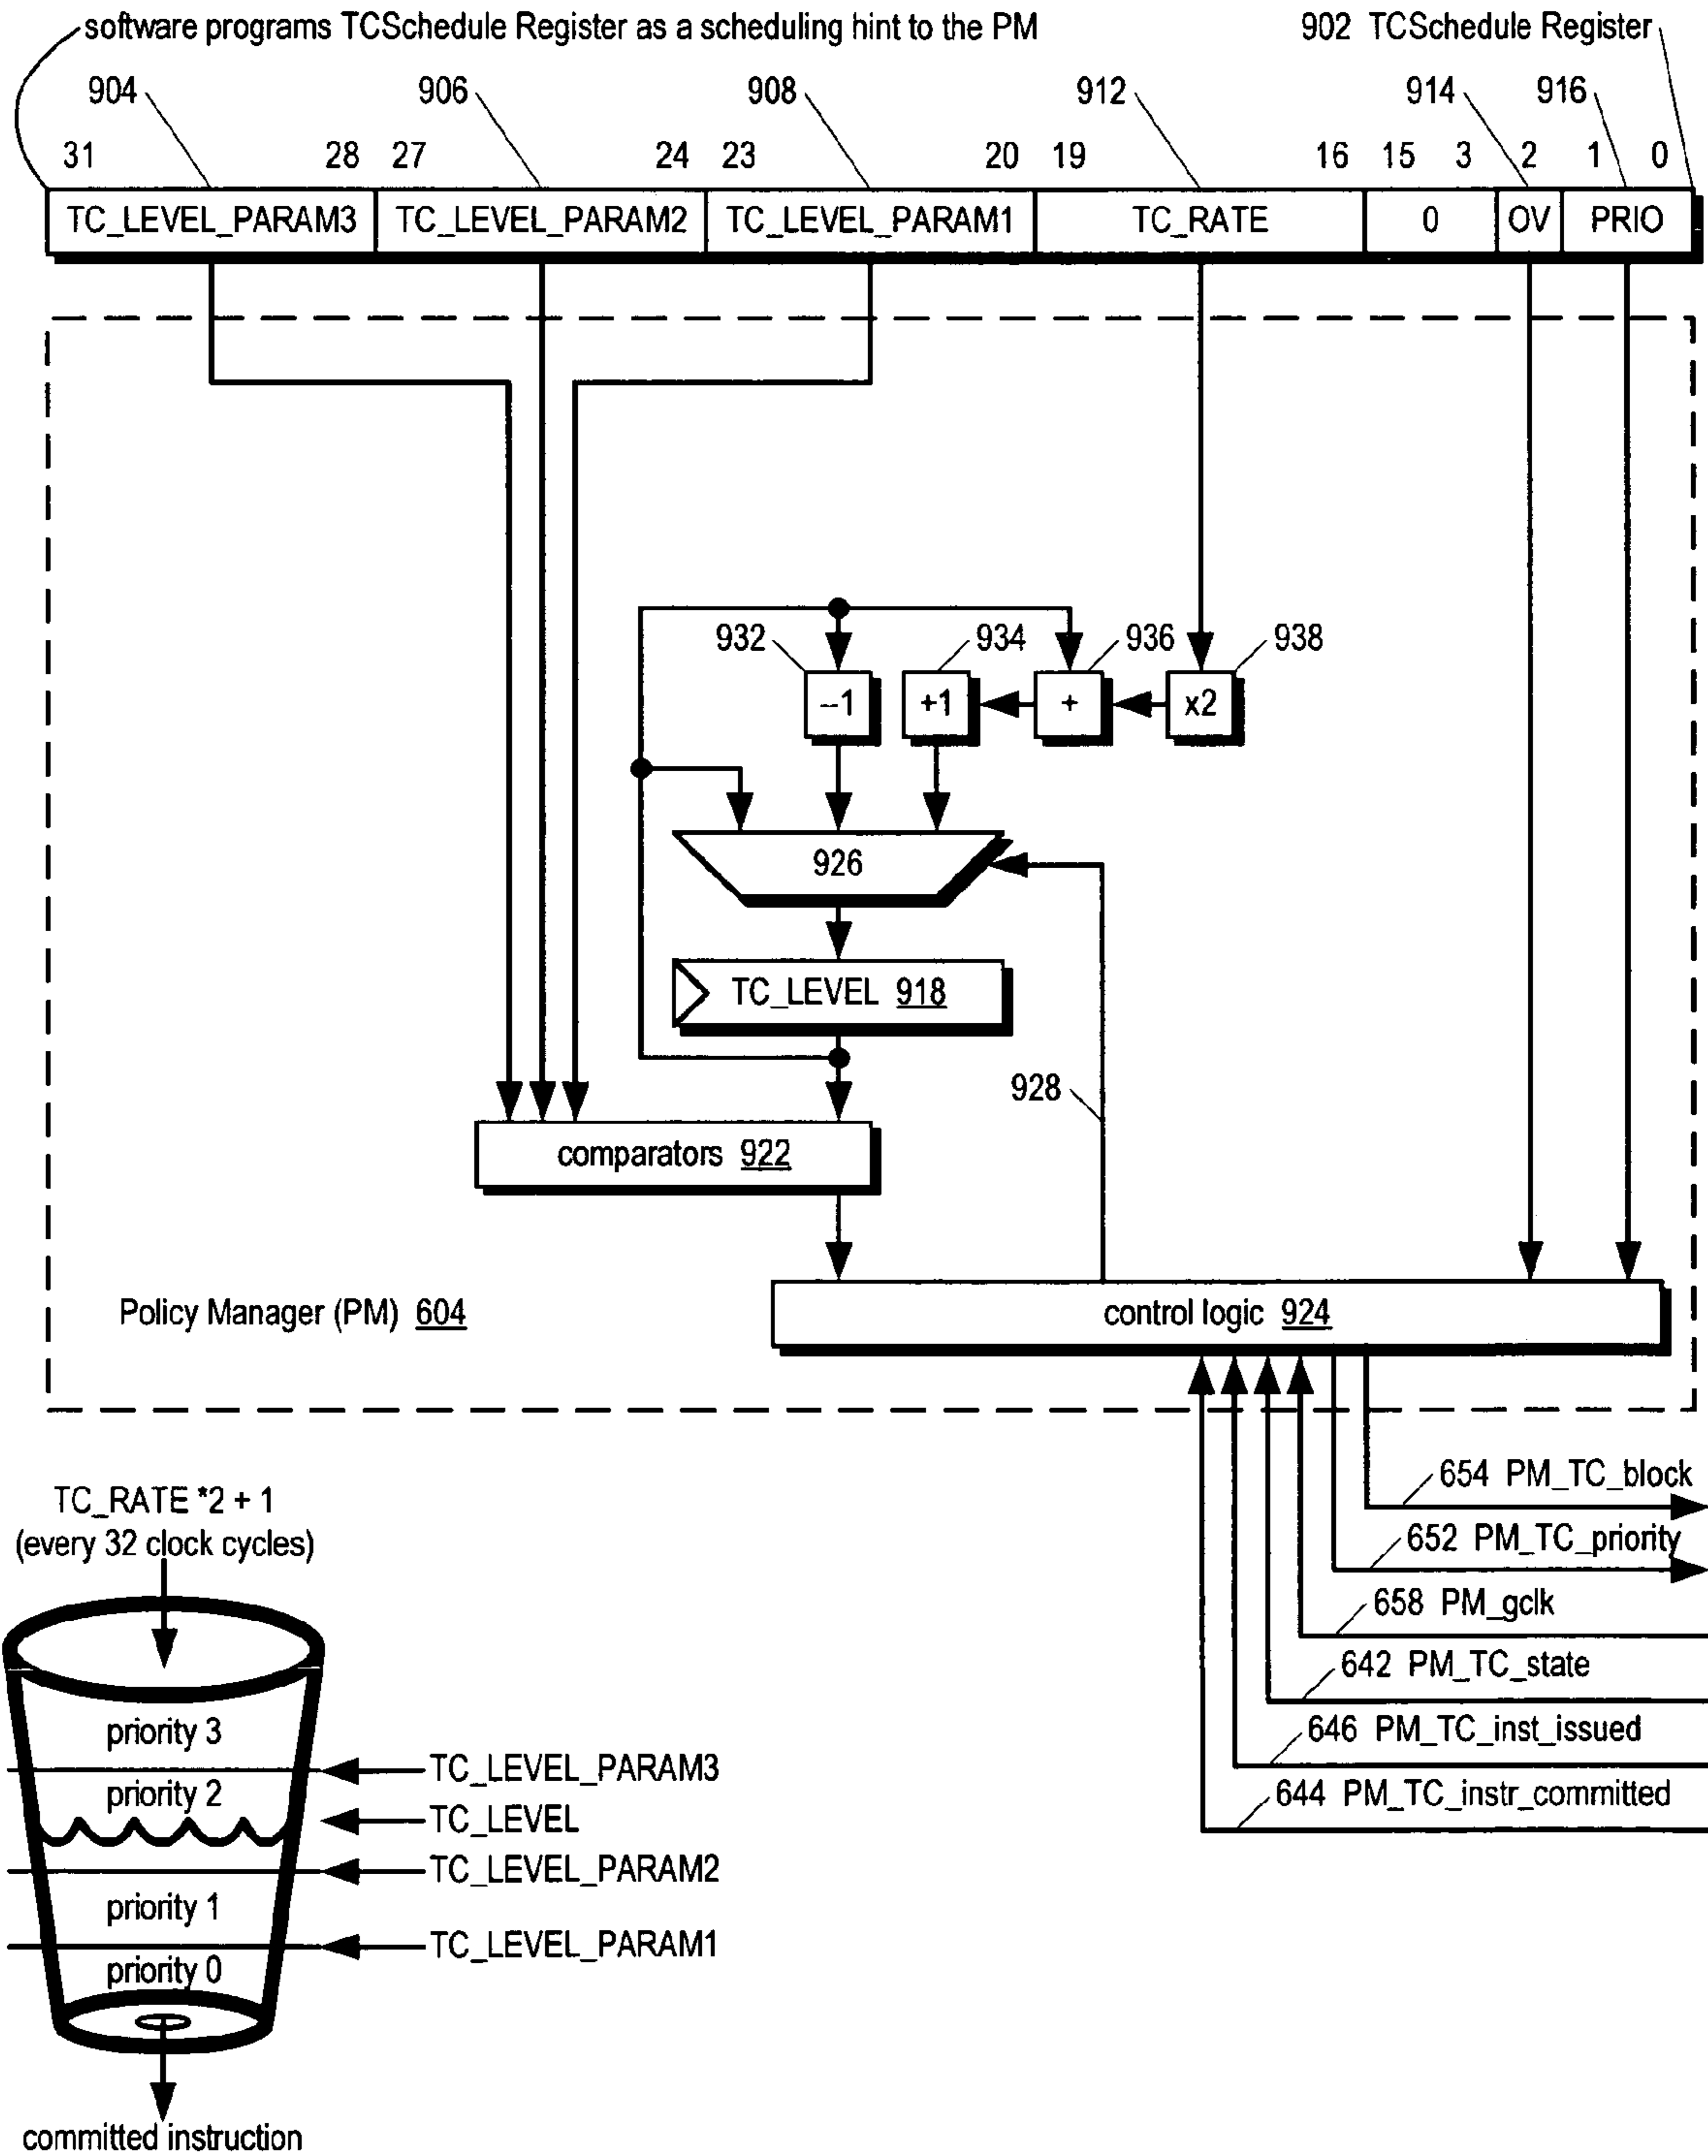 software programs TCSchedule Register as a scheduling hint to the PM
902 TCSchedule Register
904 906 908 912 914 916
31 28 27 24 23 20 19 16 15 3 2 1 0
TC_LEVEL_PARAM3 TC_LEVEL_PARAM2 TC_LEVEL_PARAM1 TC_RATE 0 OV PRIO
932 934 936 938
–1 +1 + x2
926
TC_LEVEL 918
928
comparators 922
Policy Manager (PM) 604
control logic 924
654 PM_TC_block
652 PM_TC_priority
658 PM_gclk
642 PM_TC_state
646 PM_TC_inst_issued
644 PM_TC_instr_committed
TC_RATE *2 + 1
(every 32 clock cycles)
priority 3
TC_LEVEL_PARAM3
priority 2
TC_LEVEL
TC_LEVEL_PARAM2
priority 1
TC_LEVEL_PARAM1
priority 0
committed instruction